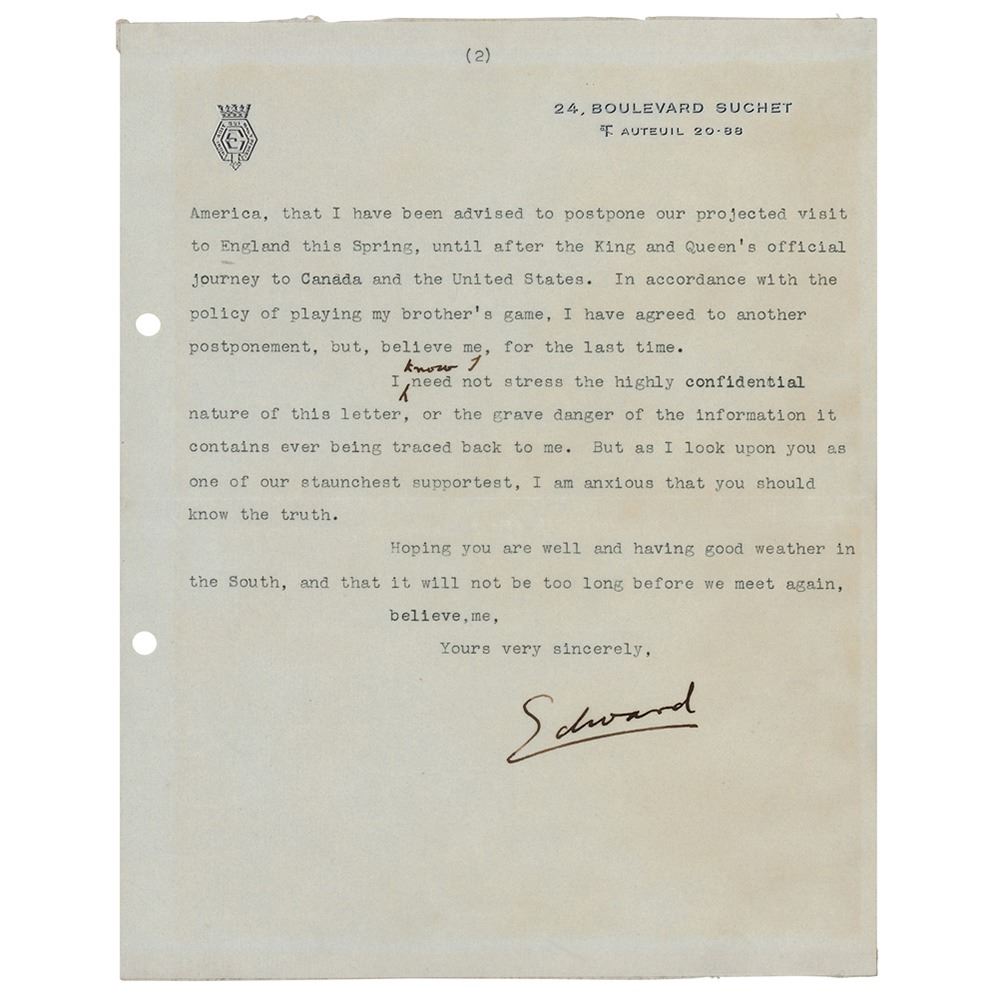 (2)
24, BOULEVARD SUCHET
AUTEUIL 20-88
America, that I have been advised to postpone our projected visit
to England this Spring, until after the King and Queen's official
journey to Canada and the United States. In accordance with the
policy of playing my brother's game, I have agreed to another
postponement, but, believe me, for the last time.
know I
I need not stress the highly confidential
nature of this letter, or the grave danger of the information it
contains ever being traced back to me. But as I look upon you as
one of our staunchest supportest, I am anxious that you should
know the truth.
Hoping you are well and having good weather in
the South, and that it will not be too long before we meet again,
believe,me,
Yours very sincerely,
Edward